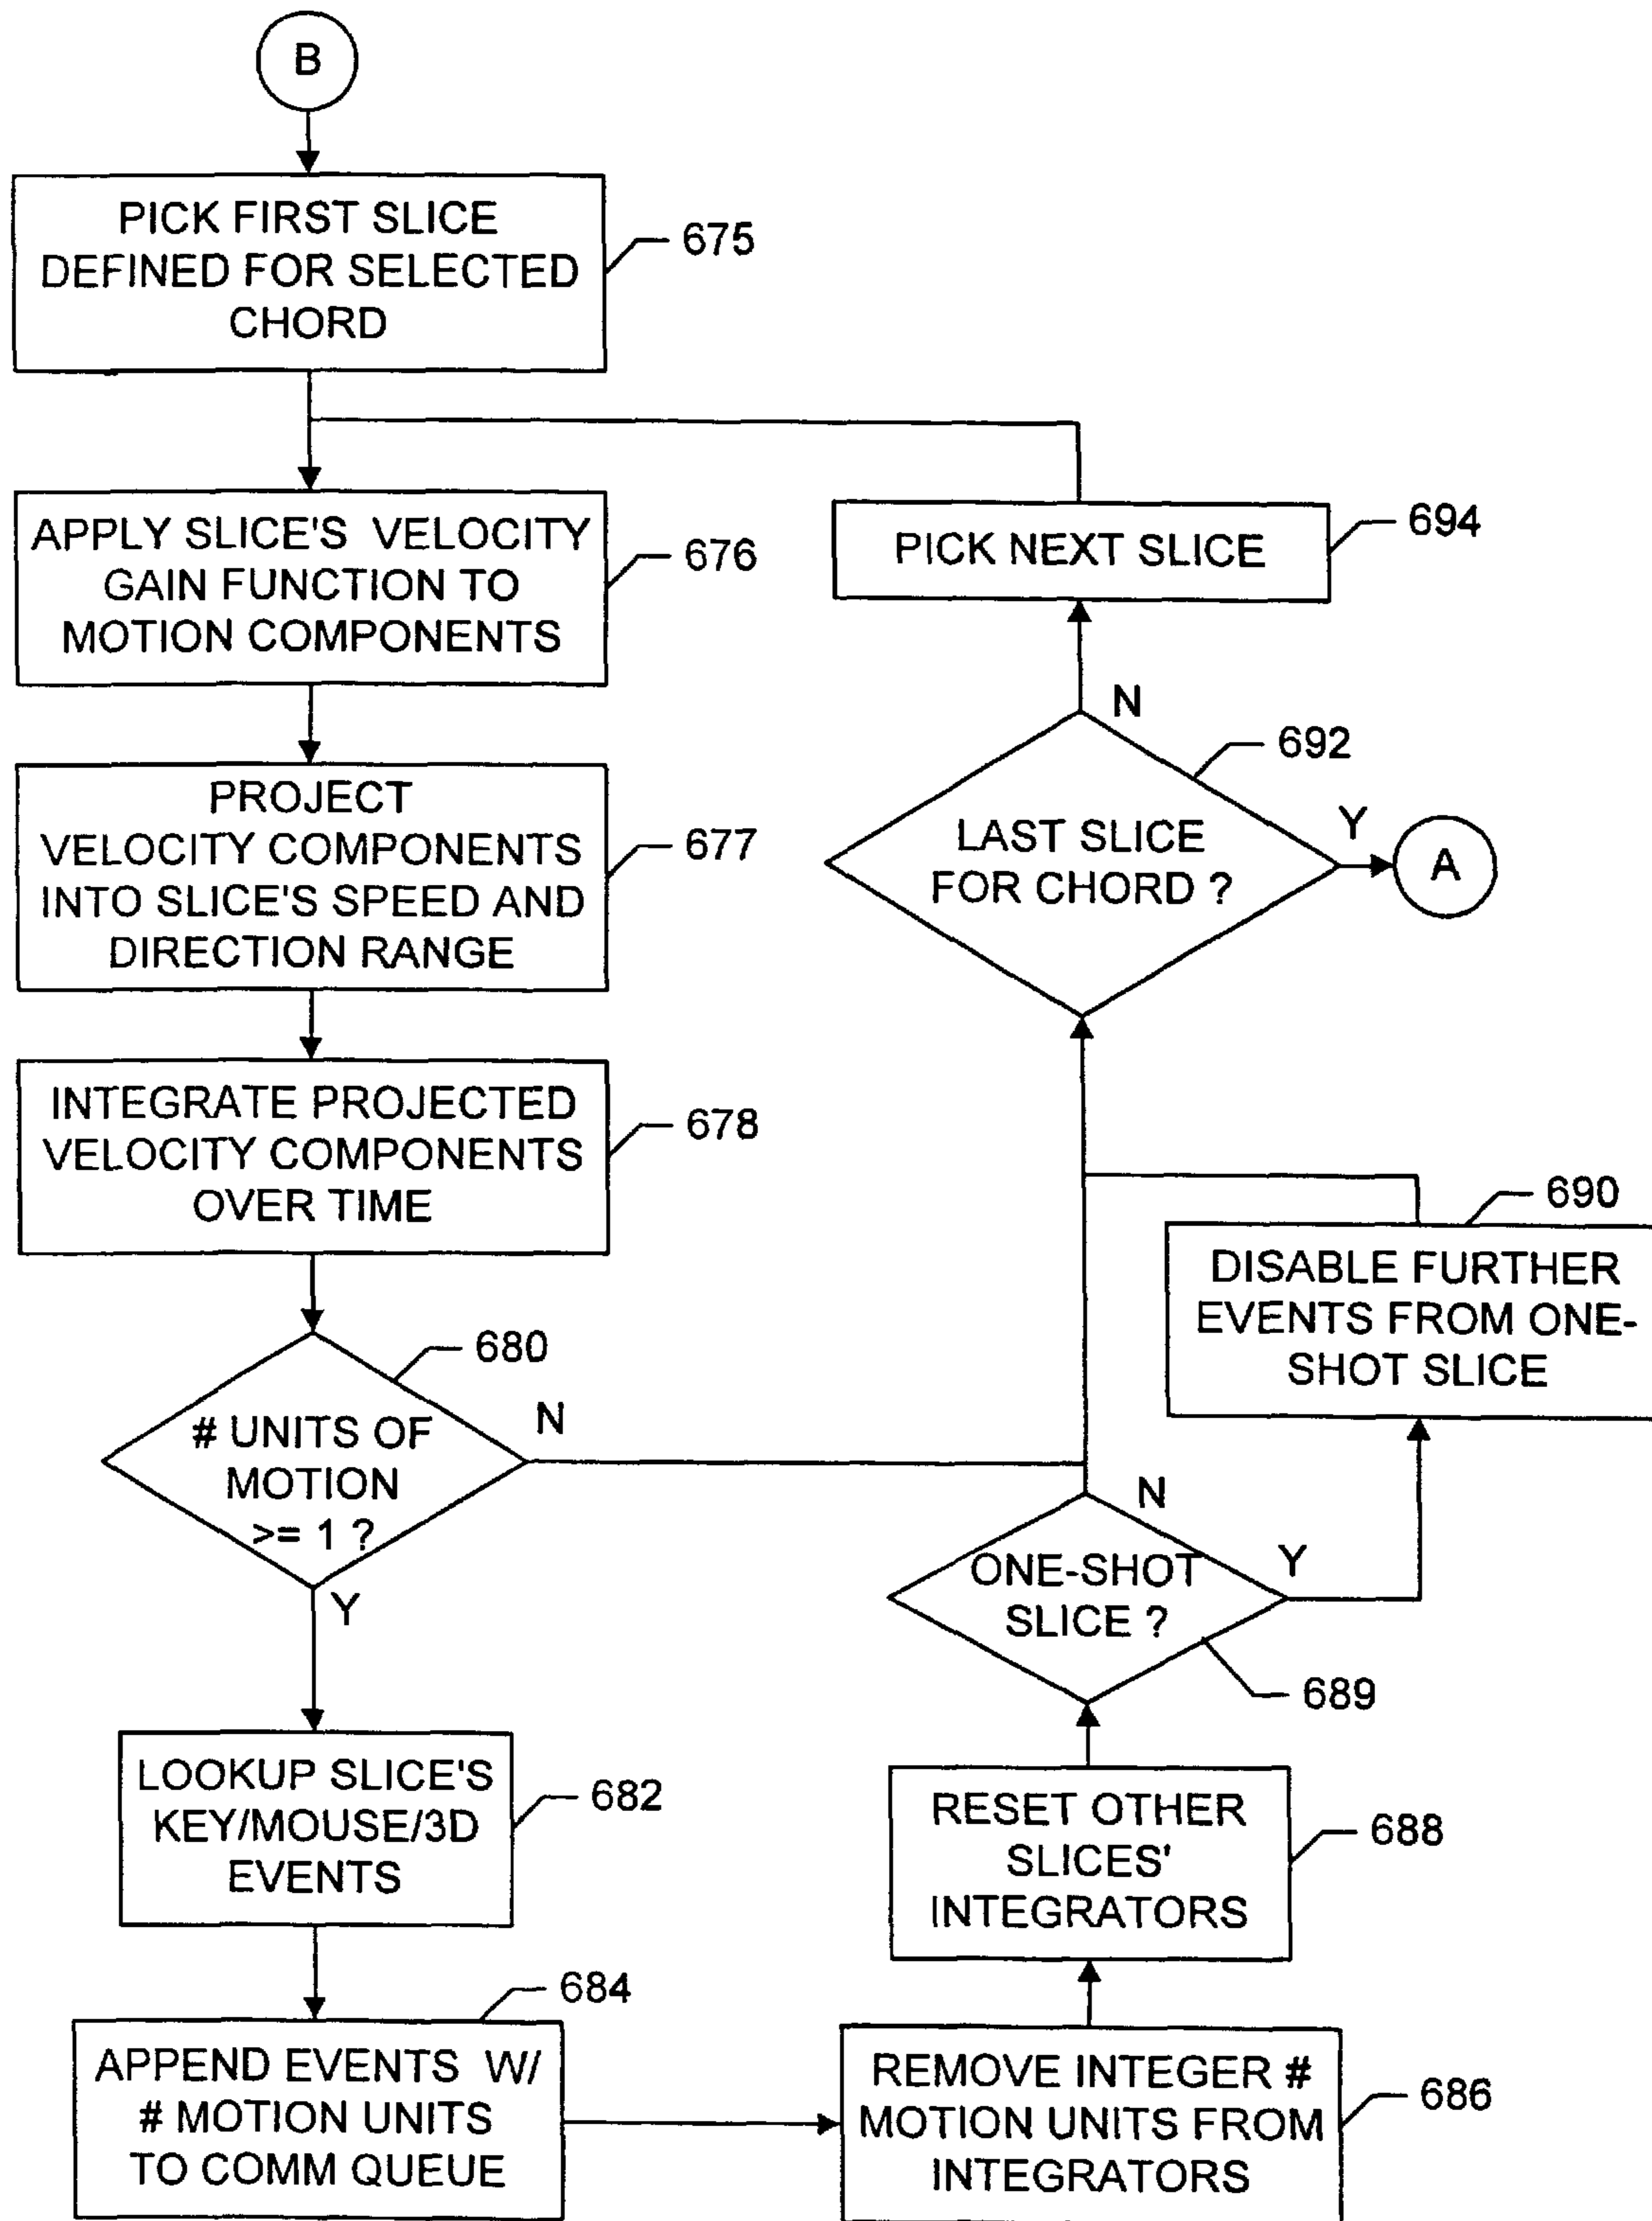 B
PICK FIRST SLICE
DEFINED FOR SELECTED
CHORD
675
APPLY SLICE'S VELOCITY
GAIN FUNCTION TO
MOTION COMPONENTS
676
PROJECT
VELOCITY COMPONENTS
INTO SLICE'S SPEED AND
DIRECTION RANGE
677
INTEGRATE PROJECTED
VELOCITY COMPONENTS
OVER TIME
678
# UNITS OF
MOTION
>= 1 ?
680
N
Y
LOOKUP SLICE'S
KEY/MOUSE/3D
EVENTS
682
APPEND EVENTS W/
# MOTION UNITS
TO COMM QUEUE
684
REMOVE INTEGER #
MOTION UNITS FROM
INTEGRATORS
686
RESET OTHER
SLICES'
INTEGRATORS
688
ONE-SHOT
SLICE ?
689
N
Y
DISABLE FURTHER
EVENTS FROM ONE-
SHOT SLICE
690
LAST SLICE
FOR CHORD ?
692
N
Y
A
PICK NEXT SLICE
694